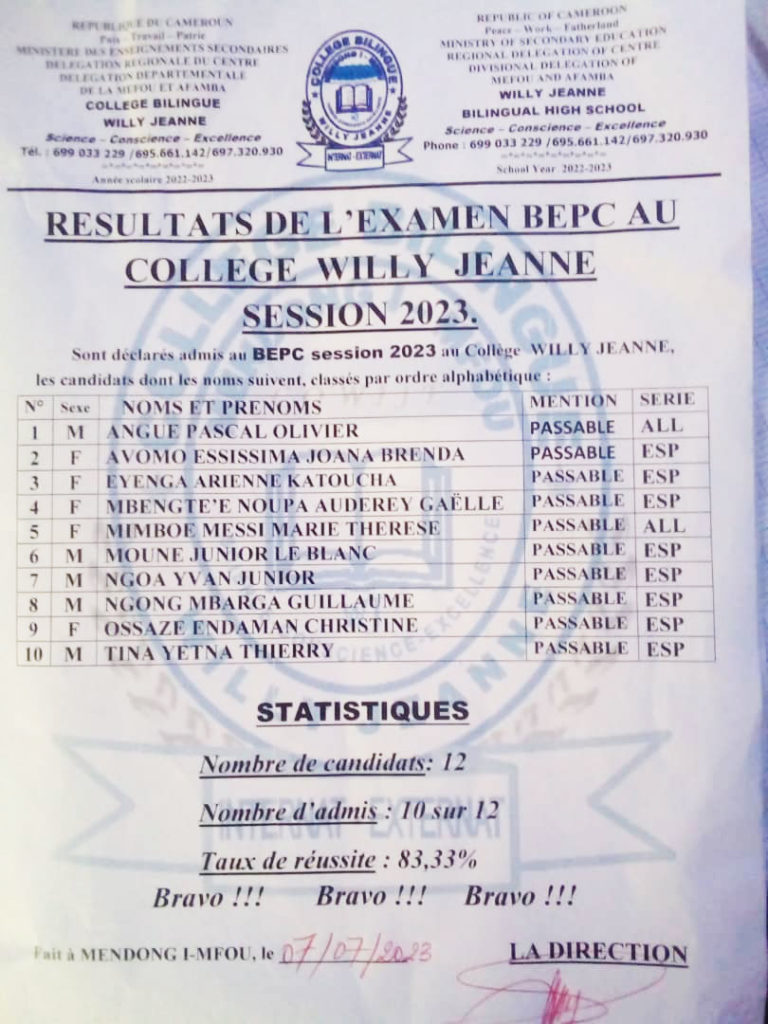 REPUBLIQUE DU CAMEROUN
Paix - Travail - Patrie
MINISTERE DES ENSEIGNEMENTS SECONDAIRES
DELEGATION REGIONALE DU CENTRE
DELEGATION DEPARTEMENTALE
DE LA MEFOU ET AFAMBA
COLLEGE BILINGUE
WILLY JEANNE
Science – Conscience – Excellence
Tél. : 699 033 229 /695.661.142/697.320.930
Année scolaire 2022-2023
COLLEGE BILINGUE
WILLY JEANNE
INTERNAT - EXTERNAT
REPUBLIC OF CAMEROON
Peace – Work – Fatherland
MINISTRY OF SECONDARY EDUCATION
REGIONAL DELEGATION OF CENTRE
DIVISIONAL DELEGATION OF
MEFOU AND AFAMBA
WILLY JEANNE
BILINGUAL HIGH SCHOOL
Science – Conscience – Excellence
Phone : 699 033 229 /695.661.142/697.320.930
School Year 2022-2023
RESULTATS DE L'EXAMEN BEPC AU
COLLEGE WILLY JEANNE
SESSION 2023.
Sont déclarés admis au BEPC session 2023 au Collège WILLY JEANNE,
les candidats dont les noms suivent, classés par ordre alphabétique :
N° Sexe NOMS ET PRENOMS MENTION SERIE
1 M ANGUE PASCAL OLIVIER PASSABLE ALL
2 F AVOMO ESSISSIMA JOANA BRENDA PASSABLE ESP
3 F EYENGA ARIENNE KATOUCHA PASSABLE ESP
4 F MBENGTE'E NOUPA AUDEREY GAËLLE PASSABLE ESP
5 F MIMBOE MESSI MARIE THERESE PASSABLE ALL
6 M MOUNE JUNIOR LE BLANC PASSABLE ESP
7 M NGOA YVAN JUNIOR PASSABLE ESP
8 M NGONG MBARGA GUILLAUME PASSABLE ESP
9 F OSSAZE ENDAMAN CHRISTINE PASSABLE ESP
10 M TINA YETNA THIERRY PASSABLE ESP
STATISTIQUES
Nombre de candidats: 12
Nombre d'admis : 10 sur 12
Taux de réussite : 83,33%
Bravo !!! Bravo !!! Bravo !!!
INTERNAT - EXTERNAT
Fait à MENDONG I-MFOU, le 07/07/2023
LA DIRECTION